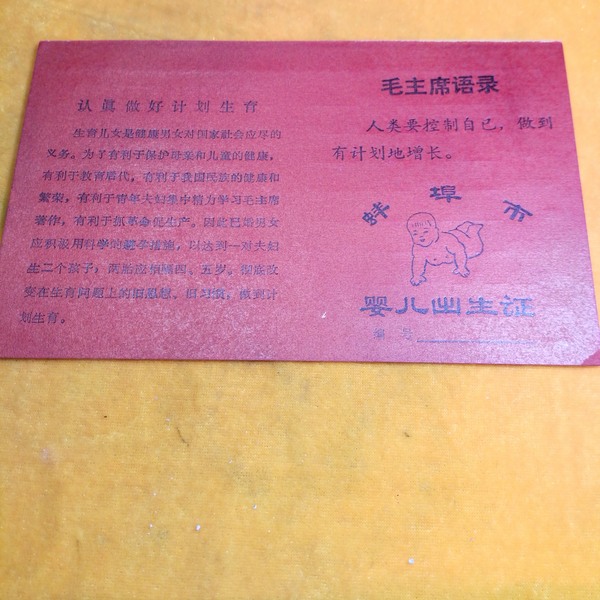 认真做好计划生育
生育儿女是健康男女对国家社会应尽的
义务。为了有利于保护母亲和儿童的健康，
有利于教育后代，有利于我国民族的健康和
繁荣，有利于青年夫妇集中精力学习毛主席
著作，有利于抓革命促生产。因此已婚男女
应积极用科学的避孕措施，以达到一对夫妇
生二个孩子；两胎应相隔四、五岁。彻底改
变在生育问题上的旧思想、旧习惯，做到计
划生育。
毛主席语录
人类要控制自己，做到
有计划地增长。
蚌埠市
婴儿出生证
编号